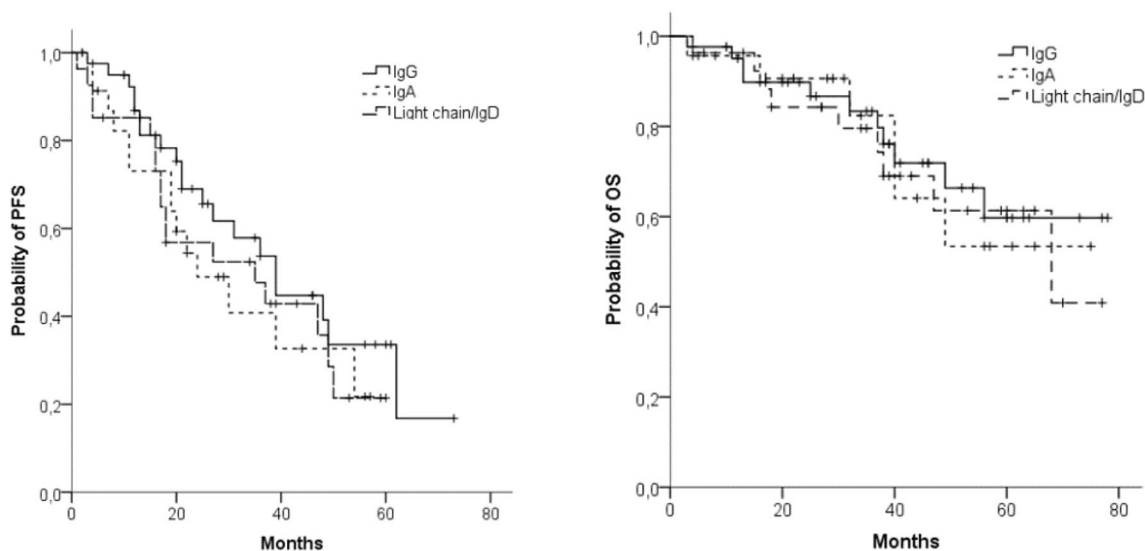 1,0
0,8
0,6
0,4
0,2
0,0
Probability of PFS
0
20
40
60
80
Months
IgG
IgA
Light chain/IgD
1,0
0,8
0,6
0,4
0,2
0,0
Probability of OS
0
20
40
60
80
Months
IgG
IgA
Light chain/IgD